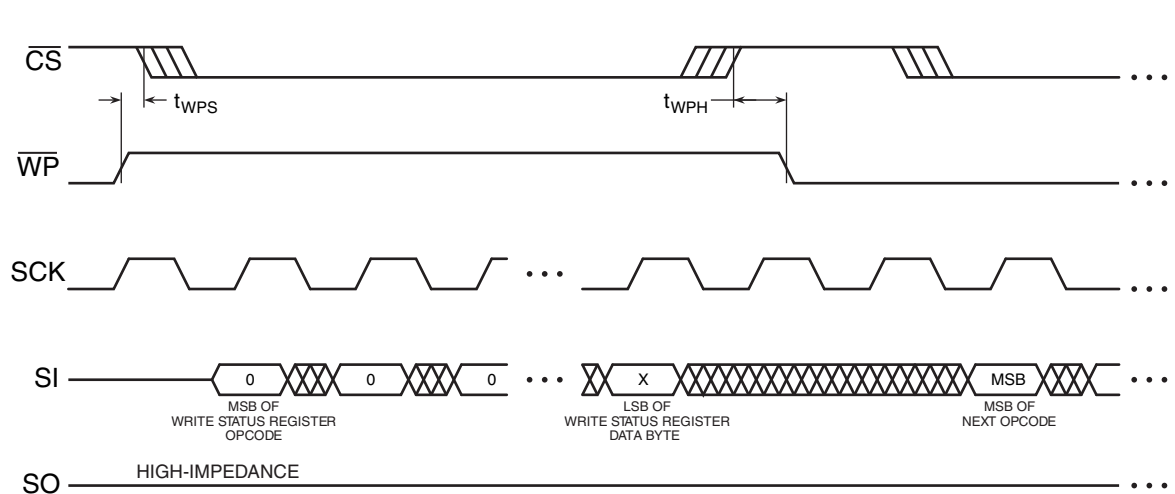 CS
tWPS
tWPH
WP
SCK
SI
0
0
0
X
MSB
MSB OF
WRITE STATUS REGISTER
OPCODE
LSB OF
WRITE STATUS REGISTER
DATA BYTE
MSB OF
NEXT OPCODE
HIGH-IMPEDANCE
SO